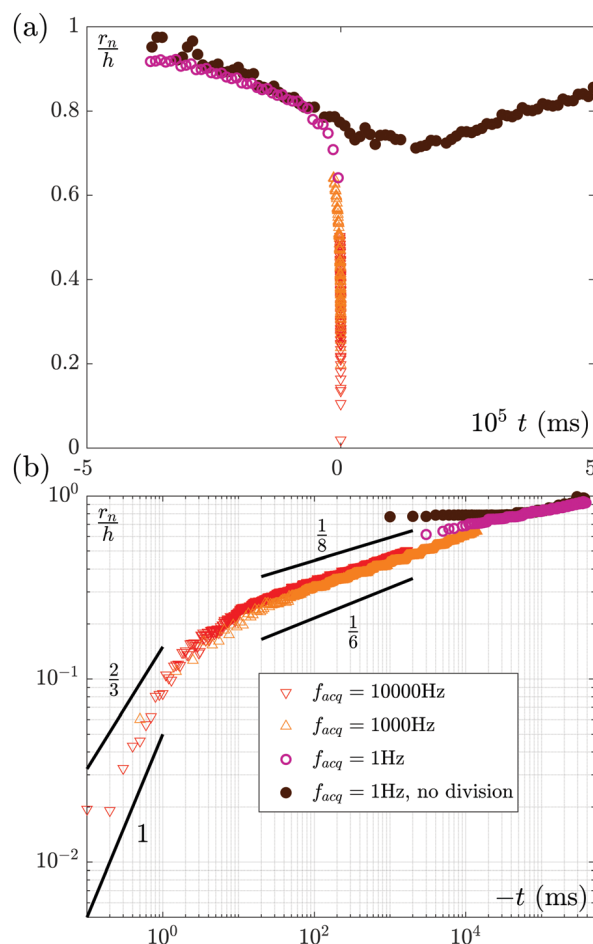 (a)
r_n/h
1
0.8
0.6
0.4
0.2
0
-5
0
5
10^5 t (ms)
(b)
r_n/h
10^0
10^-1
10^-2
1/8
1/6
2/3
1
f_acq = 10000Hz
f_acq = 1000Hz
f_acq = 1Hz
f_acq = 1Hz, no division
10^0
10^2
10^4
−t (ms)